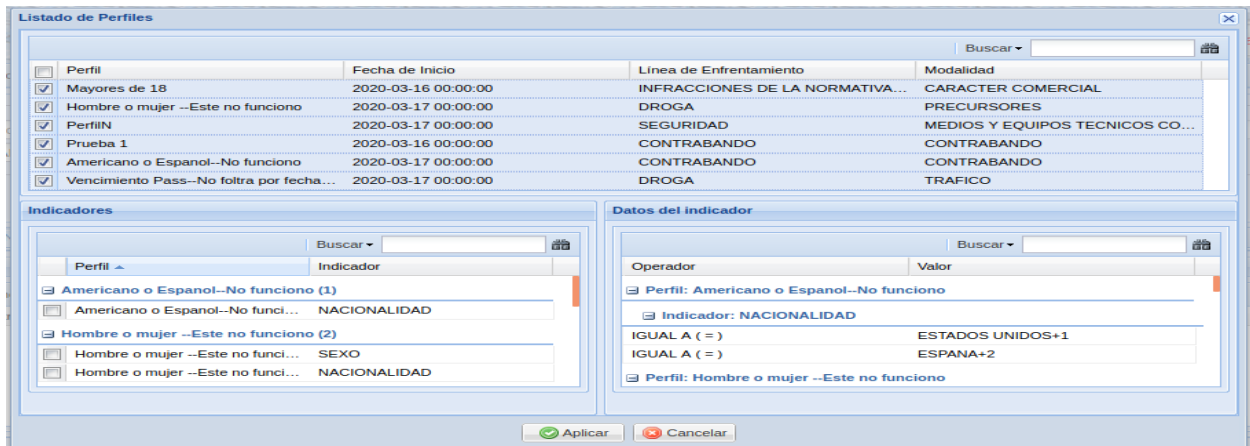 Listado de Perfiles
Buscar
Perfil Fecha de Inicio Línea de Enfrentamiento Modalidad
Mayores de 18 2020-03-16 00:00:00 INFRACCIONES DE LA NORMATIVA... CARACTER COMERCIAL
Hombre o mujer --Este no funciono 2020-03-17 00:00:00 DROGA PRECURSORES
PerfilN 2020-03-17 00:00:00 SEGURIDAD MEDIOS Y EQUIPOS TECNICOS CO...
Prueba 1 2020-03-16 00:00:00 CONTRABANDO CONTRABANDO
Americano o Espanol--No funciono 2020-03-17 00:00:00 CONTRABANDO CONTRABANDO
Vencimiento Pass--No foltra por fecha... 2020-03-17 00:00:00 DROGA TRAFICO
Indicadores
Buscar
Perfil Indicador
Americano o Espanol--No funciono (1)
Americano o Espanol--No funci... NACIONALIDAD
Hombre o mujer --Este no funciono (2)
Hombre o mujer --Este no funci... SEXO
Hombre o mujer --Este no funci... NACIONALIDAD
Datos del indicador
Buscar
Operador Valor
Perfil: Americano o Espanol--No funciono
Indicador: NACIONALIDAD
IGUAL A ( = ) ESTADOS UNIDOS+1
IGUAL A ( = ) ESPANA+2
Perfil: Hombre o mujer --Este no funciono
Aplicar Cancelar